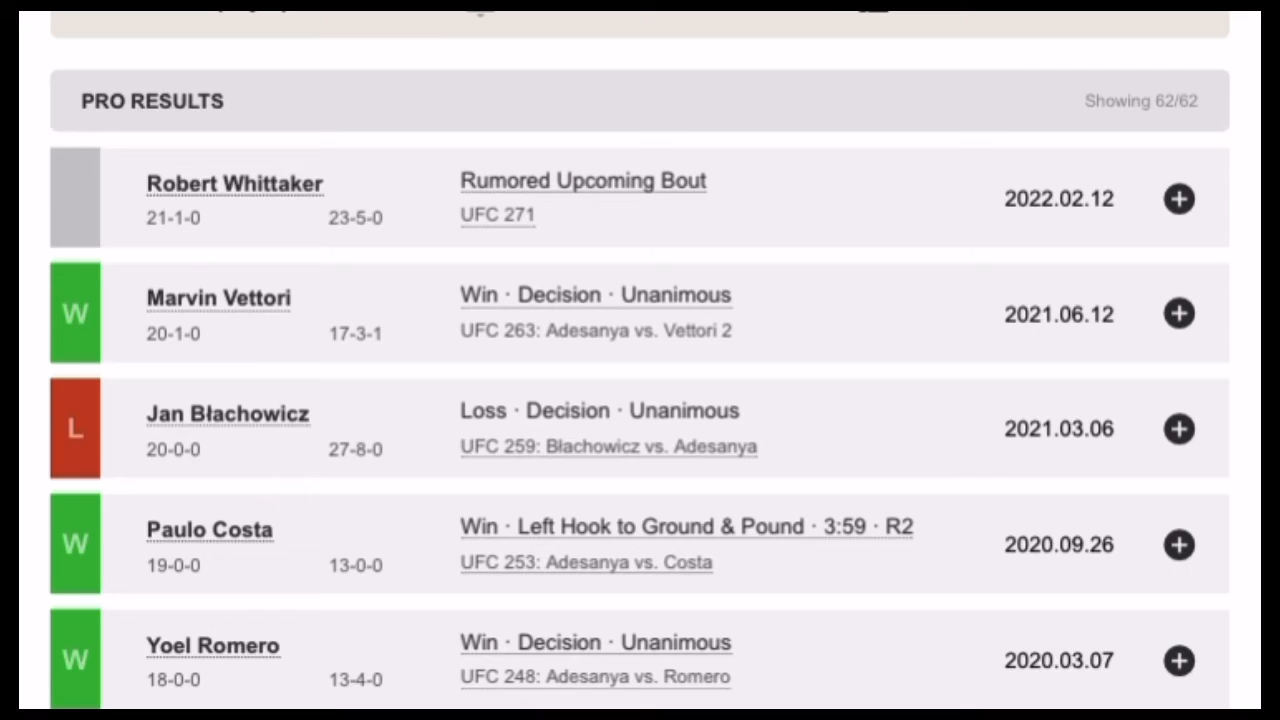 PRO RESULTS
Showing 62/62
Robert Whittaker
Rumored Upcoming Bout
2022.02.12
21-1-0
23-5-0
UFC 271
W
Marvin Vettori
Win · Decision · Unanimous
2021.06.12
20-1-0
17-3-1
UFC 263: Adesanya vs. Vettori 2
L
Jan Błachowicz
Loss · Decision · Unanimous
2021.03.06
20-0-0
27-8-0
UFC 259: Błachowicz vs. Adesanya
W
Paulo Costa
Win · Left Hook to Ground & Pound · 3:59 · R2
2020.09.26
19-0-0
13-0-0
UFC 253: Adesanya vs. Costa
W
Yoel Romero
Win · Decision · Unanimous
2020.03.07
18-0-0
13-4-0
UFC 248: Adesanya vs. Romero